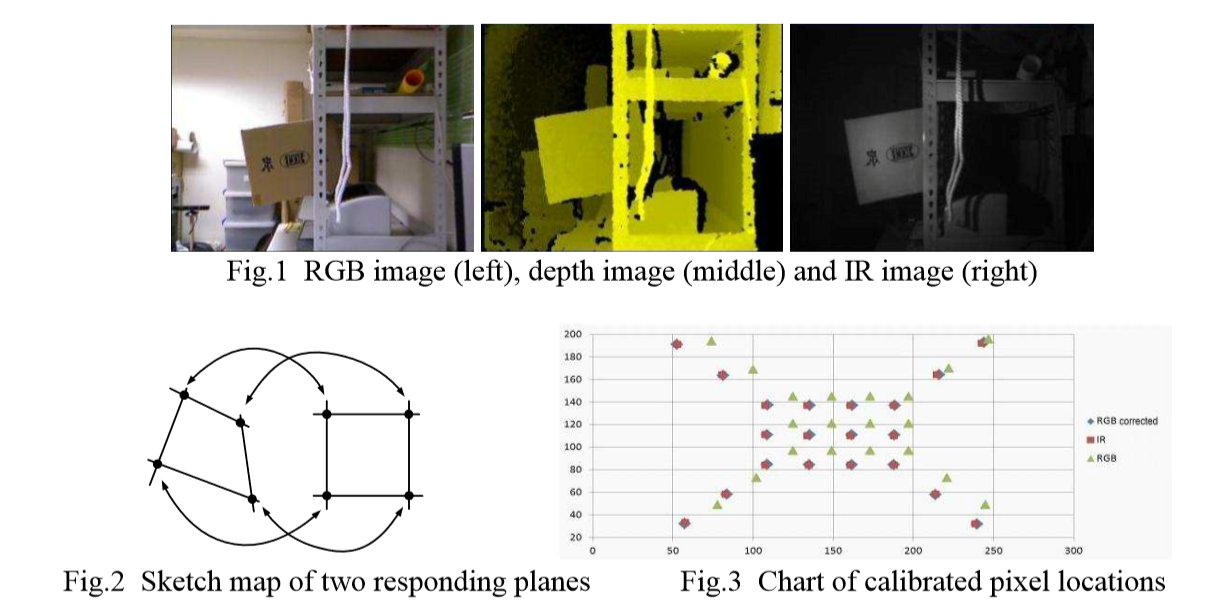 Fig.1 RGB image (left), depth image (middle) and IR image (right)
200
180
160
140
120
100
80
60
40
20
0
50
100
150
200
250
300
RGB corrected
IR
RGB
Fig.2 Sketch map of two responding planes
Fig.3 Chart of calibrated pixel locations